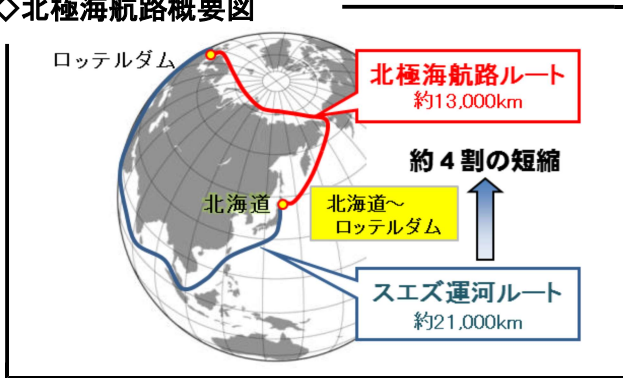 ◇北極海航路概要図
ロッテルダム
北極海航路ルート
約13,000km
約４割の短縮
北海道
北海道～
ロッテルダム
スエズ運河ルート
約21,000km